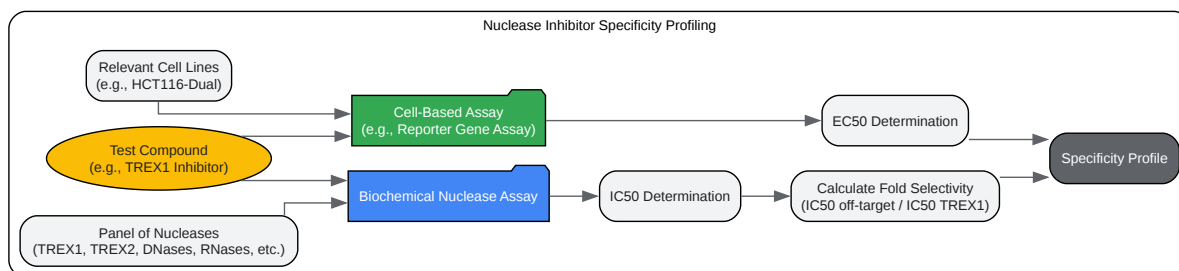 Nuclease Inhibitor Specificity Profiling
Relevant Cell Lines
(e.g., HCT116-Dual)
Cell-Based Assay
(e.g., Reporter Gene Assay)
EC50 Determination
Test Compound
(e.g., TREX1 Inhibitor)
Specificity Profile
Biochemical Nuclease Assay
IC50 Determination
Calculate Fold Selectivity
(IC50 off-target / IC50 TREX1)
Panel of Nucleases
(TREX1, TREX2, DNases, RNases, etc.)